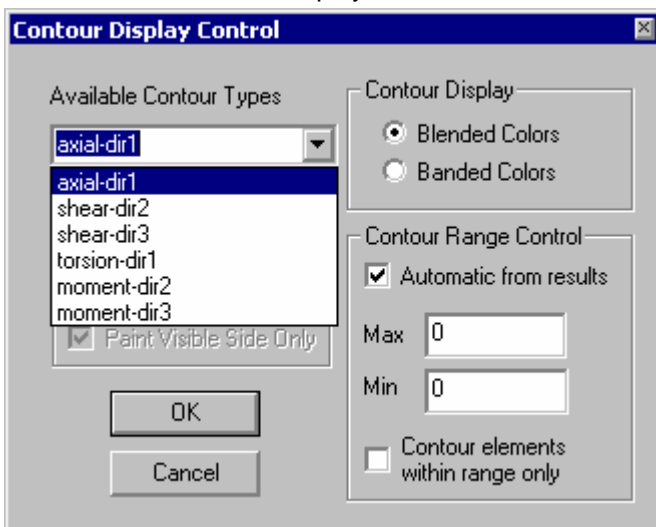 Contour Display Control
Available Contour Types
axial-dir1
axial-dir1
shear-dir2
shear-dir3
torsion-dir1
moment-dir2
moment-dir3
Paint Visible Side Only
OK
Cancel
Contour Display
Blended Colors
Banded Colors
Contour Range Control
Automatic from results
Max 0
Min 0
Contour elements
within range only